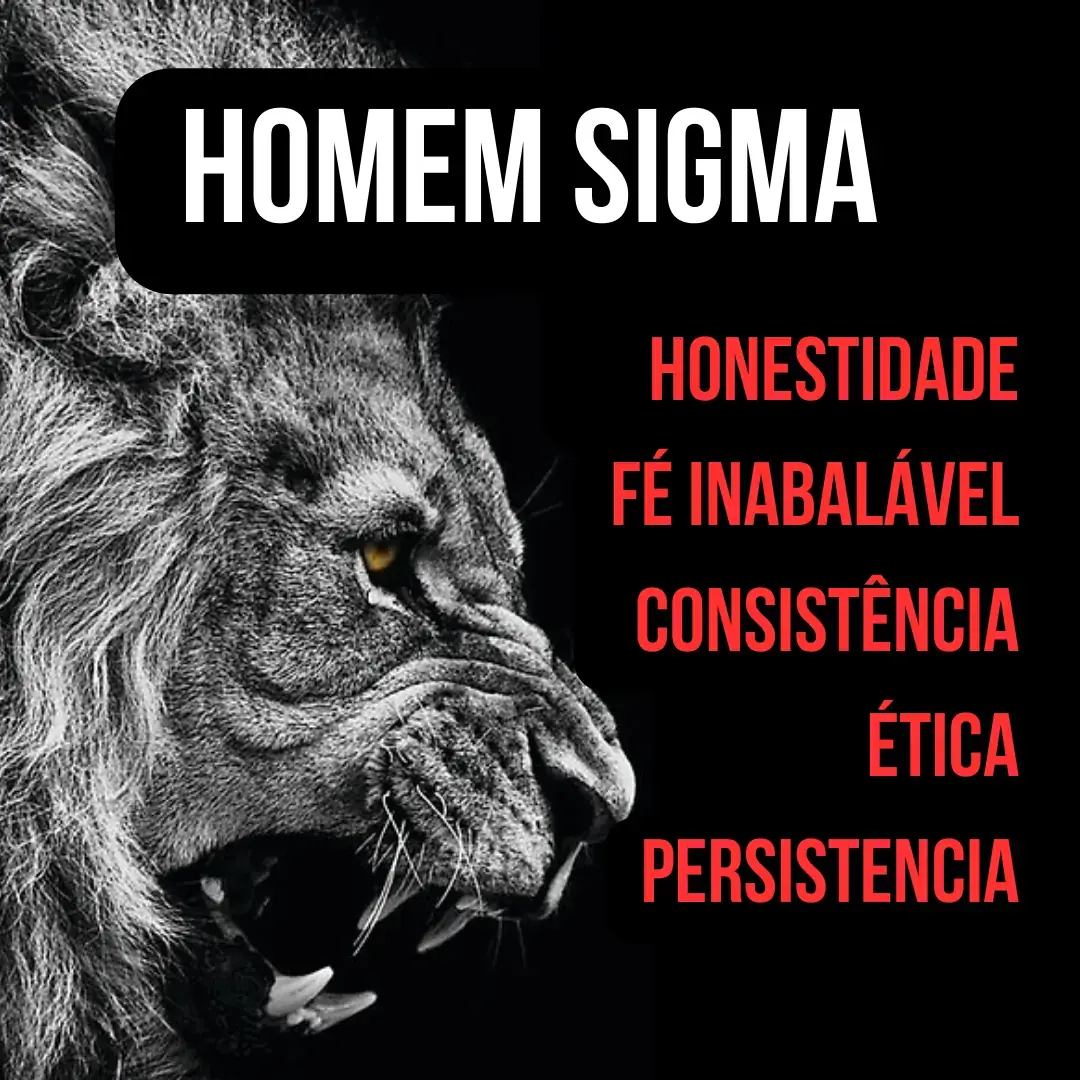 HOMEM SIGMA
HONESTIDADE
FÉ INABALÁVEL
CONSISTÊNCIA
ÉTICA
PERSISTENCIA